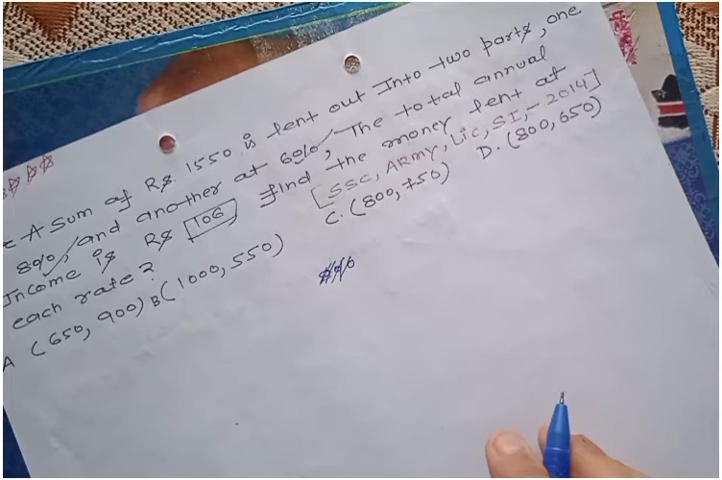 A Sum of Rs. 1550 is lent out Into two parts, one
8%, and another at 6%, The total annual
Income is Rs 106, find the money lent at
each rate? [SSC, ARMY, Lic, SI, - 2014]
A (650, 900) B (1000, 550) C. (800, 750) D. (800, 650)